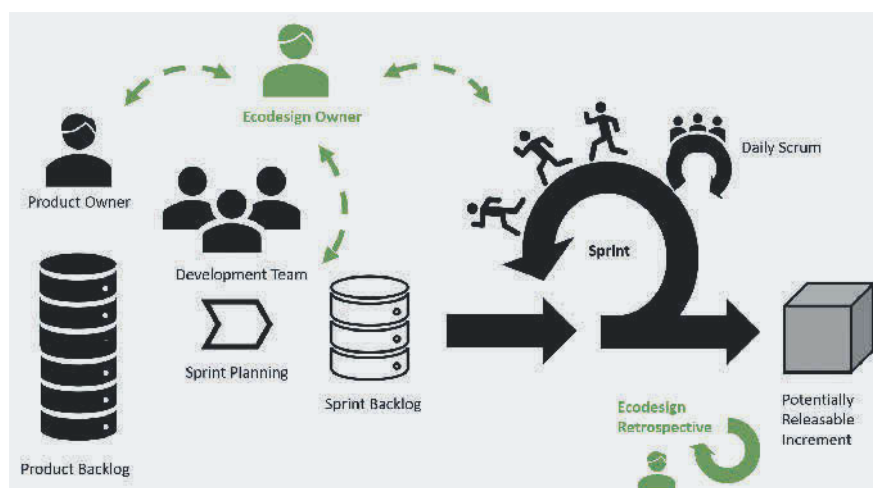 Ecodesign Owner
Product Owner
Daily Scrum
Development Team
Sprint
Sprint Planning
Sprint Backlog
Product Backlog
Potentially
Releasable
Increment
Ecodesign
Retrospective